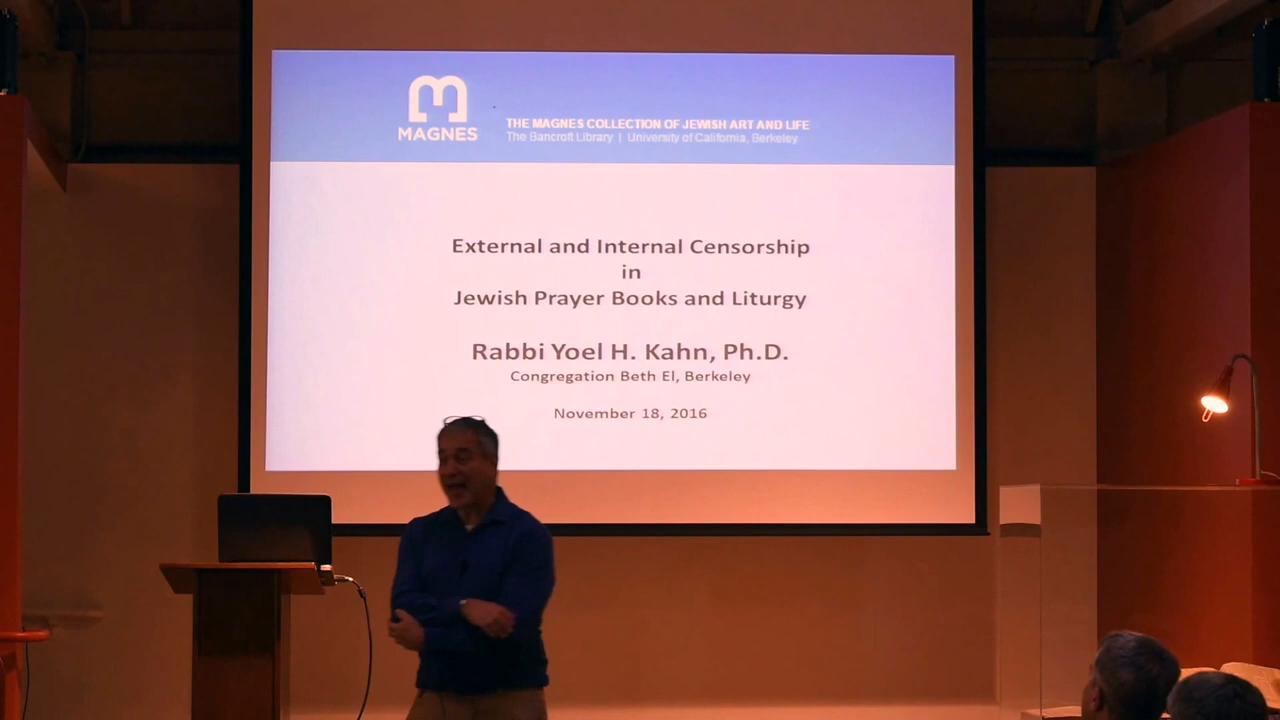 MAGNES
THE MAGNES COLLECTION OF JEWISH ART AND LIFE
The Bancroft Library | University of California, Berkeley
External and Internal Censorship
in
Jewish Prayer Books and Liturgy
Rabbi Yoel H. Kahn, Ph.D.
Congregation Beth El, Berkeley
November 18, 2016